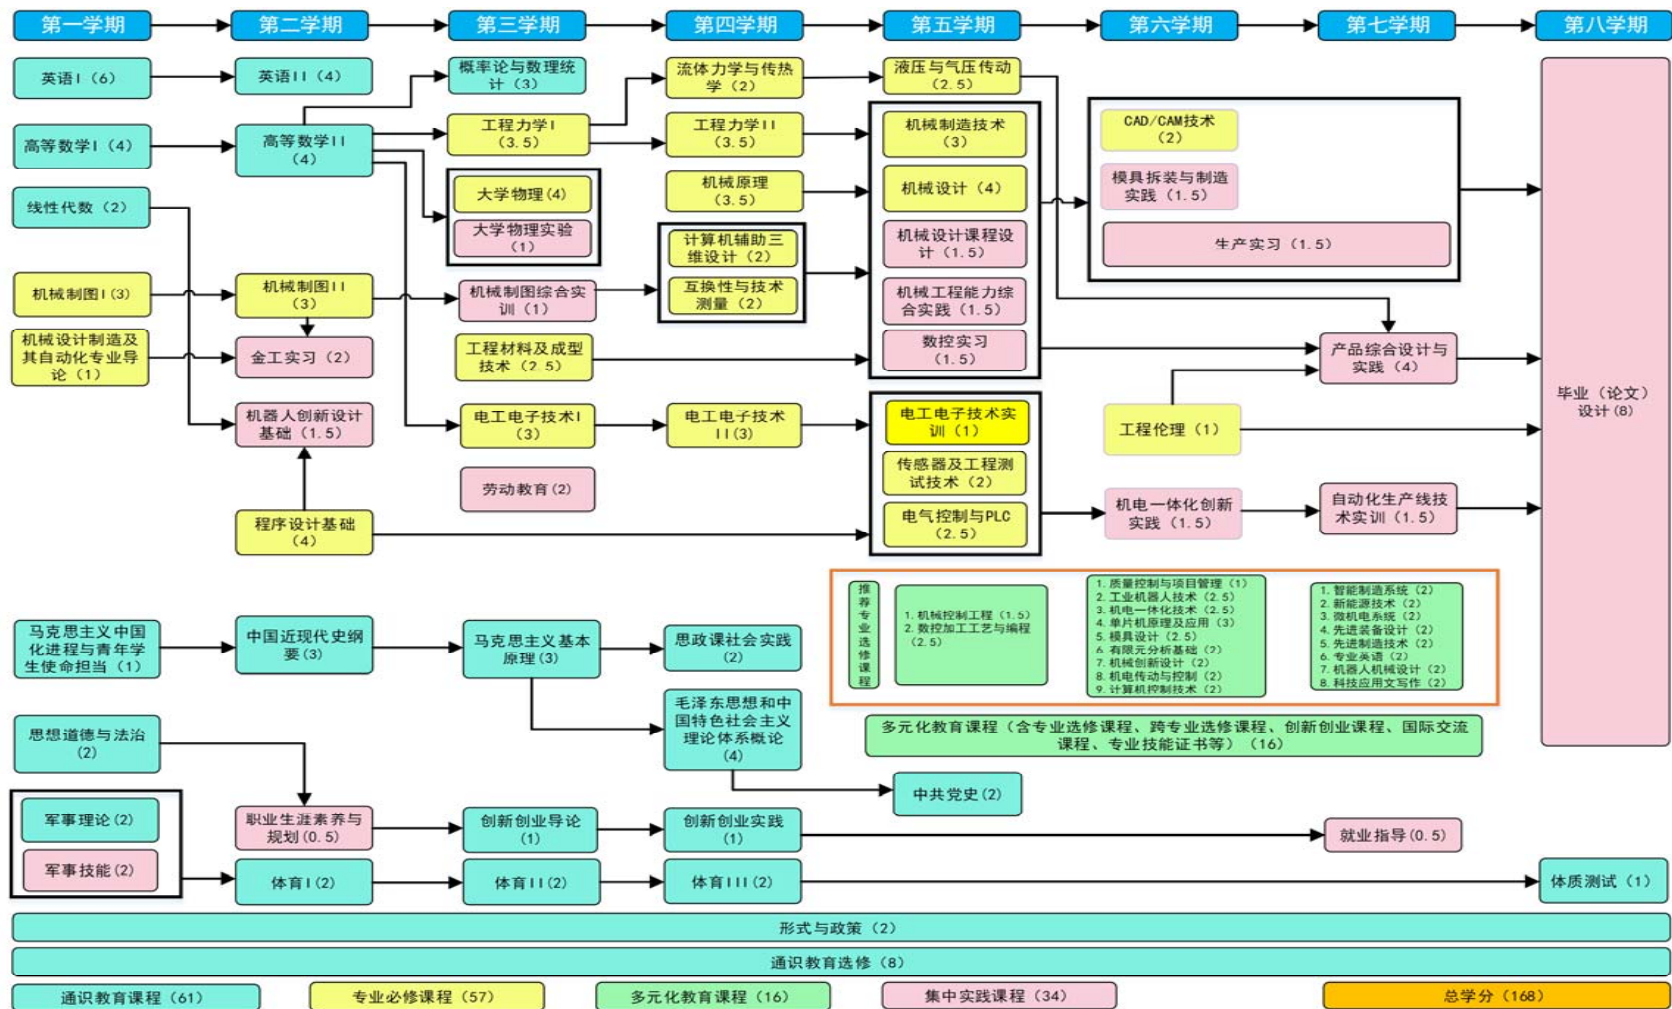 第一学期
第二学期
第三学期
第四学期
第五学期
第六学期
第七学期
第八学期
英语I（6）
英语II（4）
概率论与数理统
计（3）
流体力学与传热
学（2）
液压与气压传动
（2.5）
高等数学I（4）
高等数学II
（4）
工程力学I
（3.5）
工程力学II
（3.5）
机械制造技术
（3）
CAD/CAM技术
（2）
线性代数（2）
大学物理(4)
大学物理实验
（1）
机械原理
（3.5）
机械设计（4）
模具拆装与制造
实践（1.5）
计算机辅助三
维设计（2）
互换性与技术
测量（2）
机械设计课程设
计（1.5）
生产实习（1.5）
机械制图I(3)
机械制图II
（3）
机械制图综合实
训（1）
机械工程能力综
合实践（1.5）
数控实习
（1.5）
机械设计制造及
其自动化专业导
论（1）
金工实习（2）
工程材料及成型
技术（2.5）
产品综合设计与
实践（4）
毕业（论文）
设计(8)
机器人创新设计
基础（1.5）
电工电子技术I
（3）
电工电子技术
II(3)
电工电子技术实
训（1）
工程伦理（1）
劳动教育(2)
传感器及工程测
试技术（2）
程序设计基础
（4）
电气控制与PLC
（2.5）
机电一体化创新
实践（1.5）
自动化生产线技
术实训（1.5）
推
荐
专
业
选
修
课
程
1. 机械控制工程（1.5）
2. 数控加工工艺与编程
（2.5）
1. 质量控制与项目管理（1）
2. 工业机器人技术（2.5）
3. 机电一体化技术（2.5）
4. 单片机原理及应用（3）
5. 模具设计（2.5）
6. 有限元分析基础（2）
7. 机械创新设计（2）
8. 机电传动与控制（2）
9. 计算机控制技术（2）
1. 智能制造系统（2）
2. 新能源技术（2）
3. 微机电系统（2）
4. 先进装备设计（2）
5. 先进制造技术（2）
6. 专业英语（2）
7. 机器人机械设计（2）
8. 科技应用文写作（2）
马克思主义中国
化进程与青年学
生使命担当（1）
中国近现代史纲
要（3）
马克思主义基本
原理(3)
思政课社会实践
（2）
毛泽东思想和中
国特色社会主义
理论体系概论
（4）
多元化教育课程（含专业选修课程、跨专业选修课程、创新创业课程、国际交流
课程、专业技能证书等）（16）
思想道德与法治
（2）
中共党史（2）
军事理论（2）
军事技能(2)
职业生涯素养与
规划(0.5)
创新创业导论
（1）
创新创业实践
（1）
就业指导(0.5)
体育I(2)
体育II(2)
体育III(2)
体质测试（1）
形式与政策（2）
通识教育选修（8）
通识教育课程（61）
专业必修课程（57）
多元化教育课程（16）
集中实践课程（34）
总学分（168）